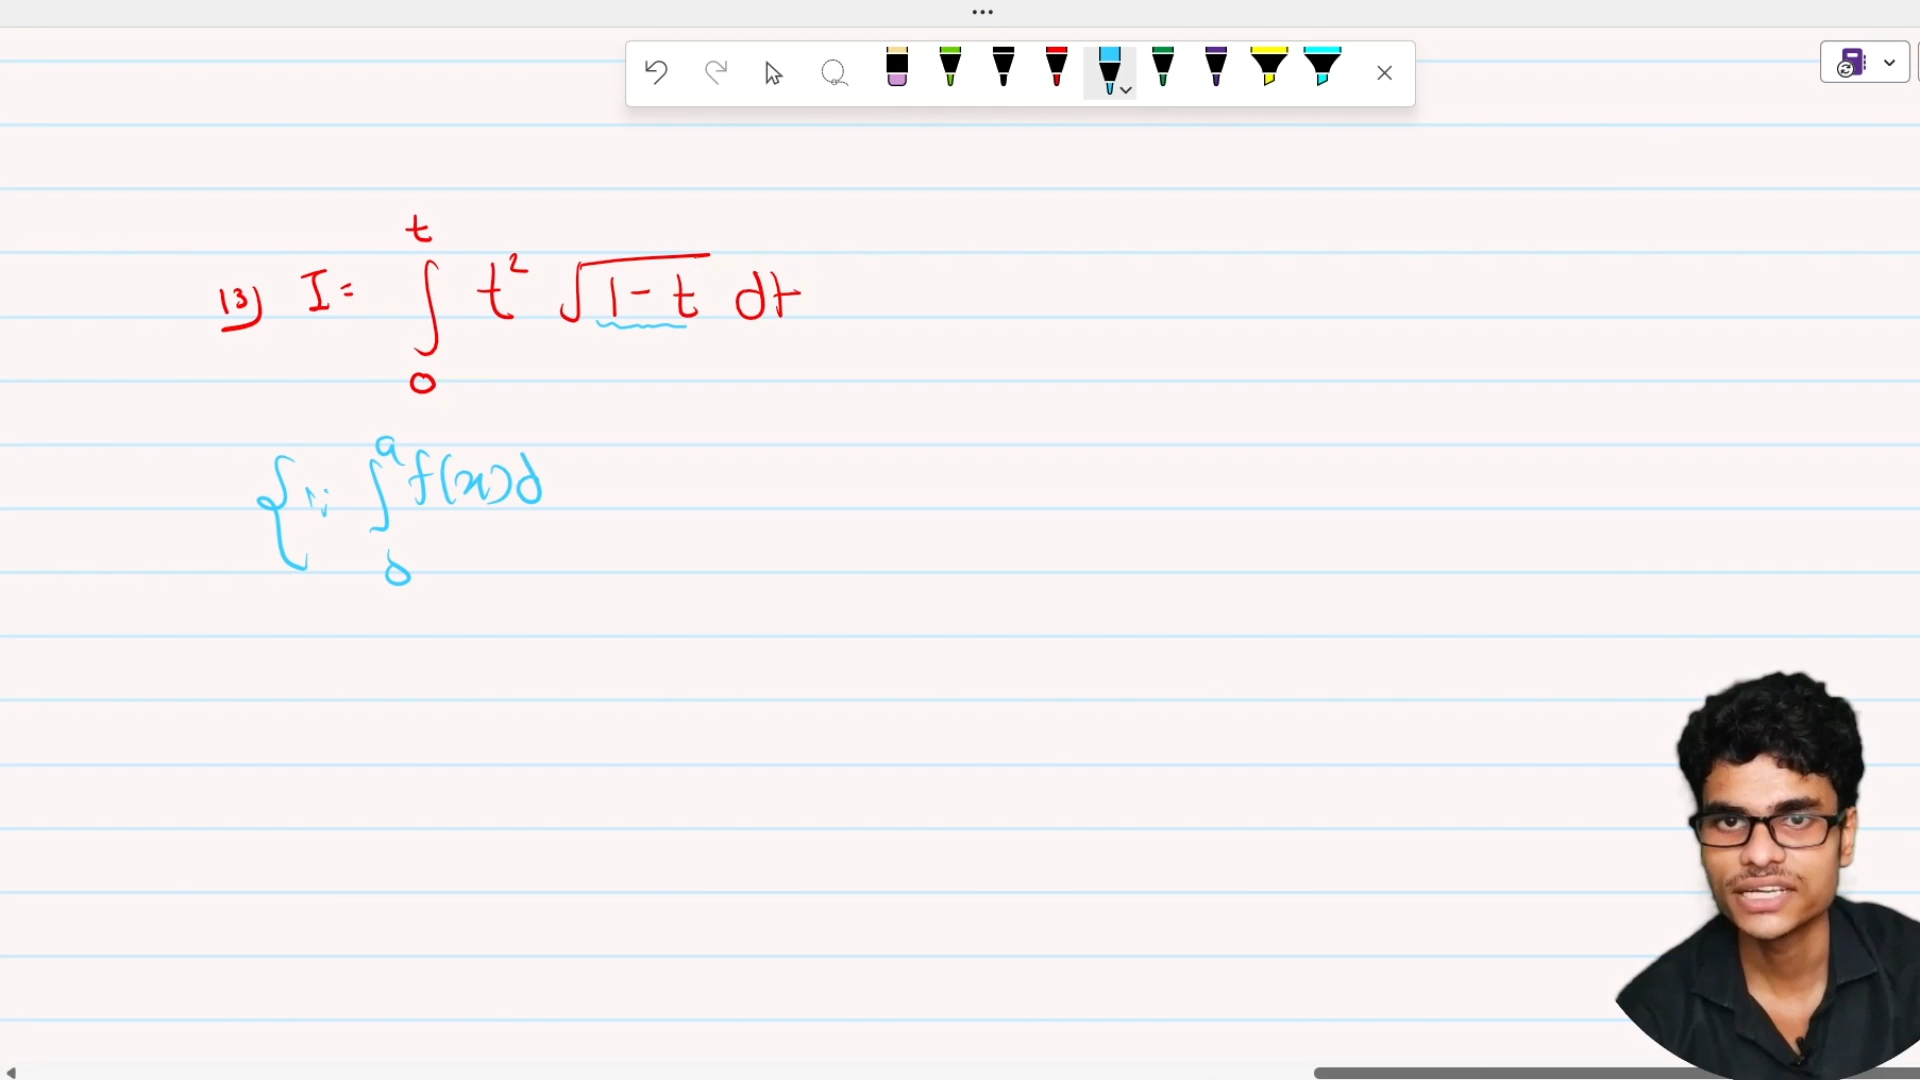 13) I = ∫₀ᵗ t² √(1-t) dt
{ ∵ ∫₀ᵃ f(x)d